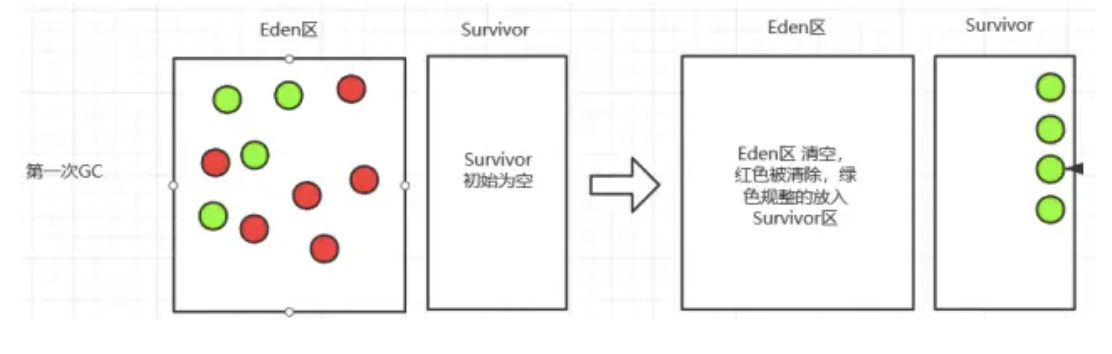 Eden区
Survivor
Eden区
Survivor
第一次GC
Survivor
初始为空
Eden区 清空，
红色被清除，绿
色规整的放入
Survivor区